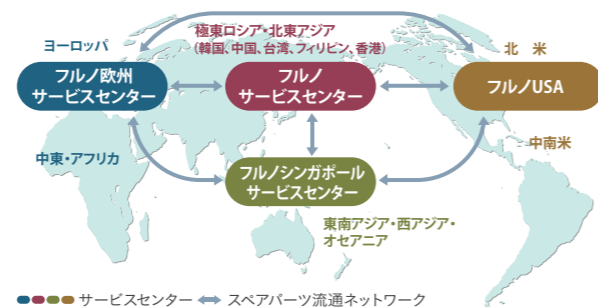 ヨーロッパ
極東ロシア・北東アジア
(韓国、中国、台湾、フィリピン、香港)
北 米
フルノ欧州
サービスセンター
フルノ
サービスセンター
フルノUSA
中東・アフリカ
フルノシンガポール
サービスセンター
中南米
東南アジア・西アジア・
オセアニア
サービスセンター スペアパーツ流通ネットワーク